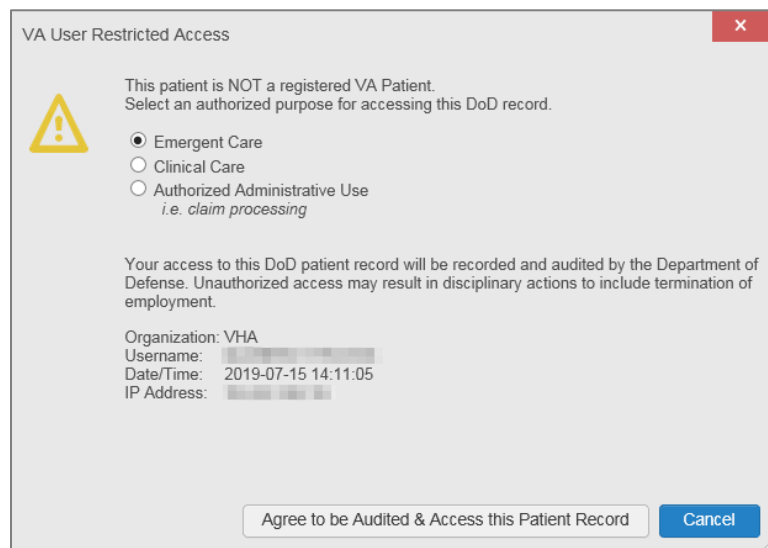 VA User Restricted Access
This patient is NOT a registered VA Patient.
Select an authorized purpose for accessing this DoD record.
Emergent Care
Clinical Care
Authorized Administrative Use
i.e. claim processing
Your access to this DoD patient record will be recorded and audited by the Department of
Defense. Unauthorized access may result in disciplinary actions to include termination of
employment.
Organization: VHA
Username:
Date/Time: 2019-07-15 14:11:05
IP Address:
Agree to be Audited & Access this Patient Record Cancel